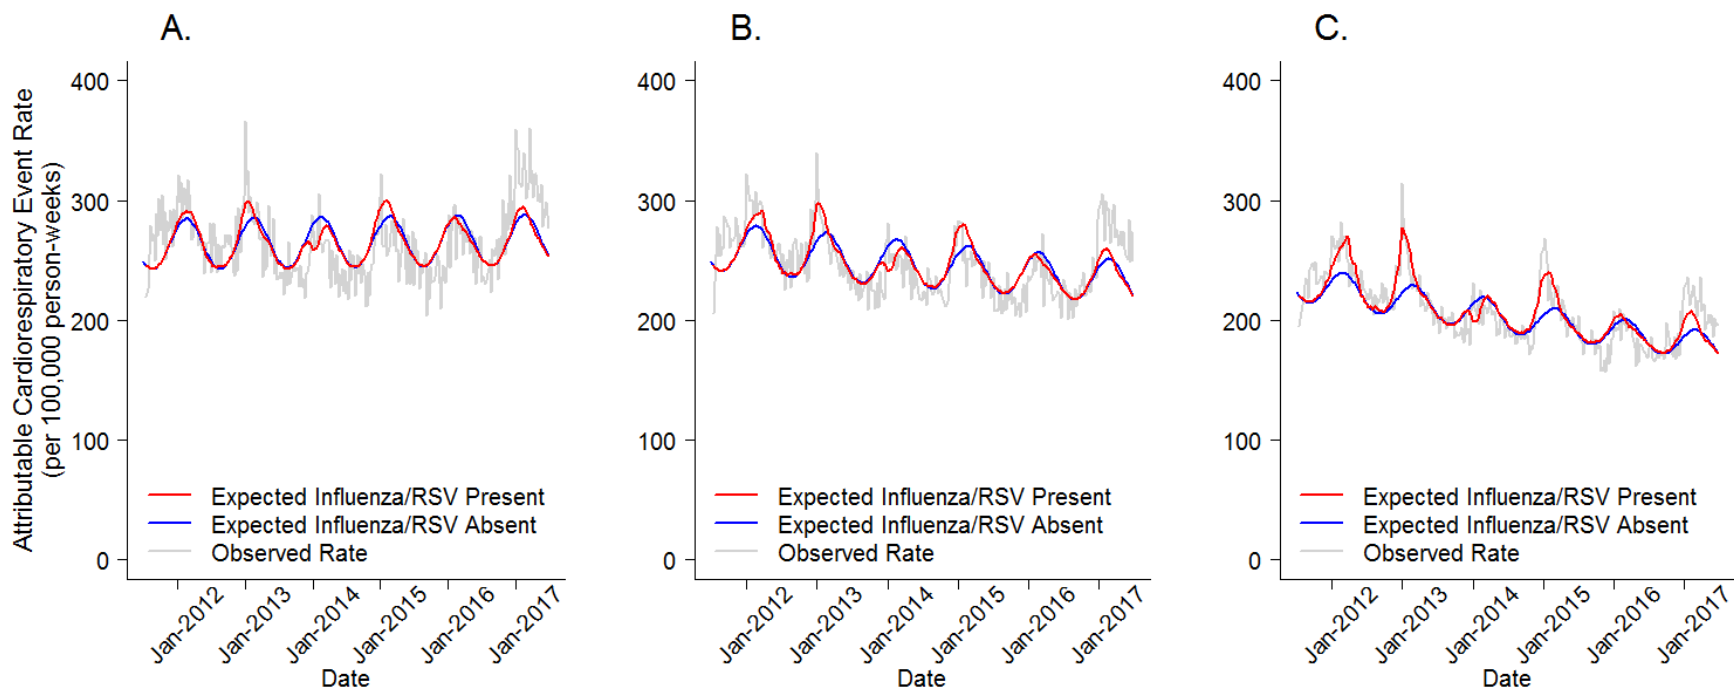 A.
B.
C.
Attributable Cardiorespiratory Event Rate
(per 100,000 person-weeks)
400
300
200
100
0
Expected Influenza/RSV Present
Expected Influenza/RSV Absent
Observed Rate
Jan-2012
Jan-2013
Jan-2014
Jan-2015
Jan-2016
Jan-2017
Date
400
300
200
100
0
Expected Influenza/RSV Present
Expected Influenza/RSV Absent
Observed Rate
Jan-2012
Jan-2013
Jan-2014
Jan-2015
Jan-2016
Jan-2017
Date
400
300
200
100
0
Expected Influenza/RSV Present
Expected Influenza/RSV Absent
Observed Rate
Jan-2012
Jan-2013
Jan-2014
Jan-2015
Jan-2016
Jan-2017
Date